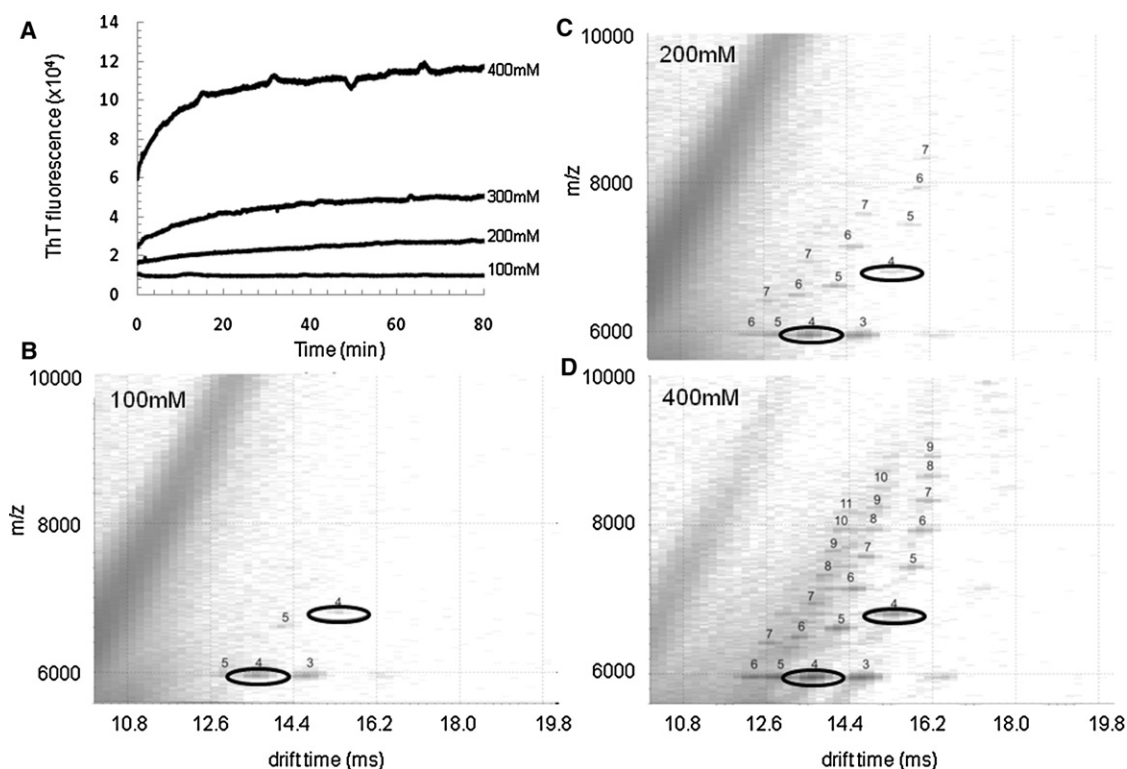 A
ThT fluorescence (x10⁴)
14
12
10
8
6
4
2
0
0 20 40 60 80
Time (min)
400mM
300mM
200mM
100mM
B
100mM
m/z
10000
8000
6000
4
5
5 4 3
10.8 12.6 14.4 16.2 18.0 19.8
drift time (ms)
C
200mM
m/z
10000
8000
6000
7
6
7
5
6
7
4
5
6
7
6 5 4 3
D
400mM
m/z
10000
8000
6000
9
8
10
7
9
11
8
10
6
9
7
8
5
6
7
4
5
6
7
6 5 4 3
10.8 12.6 14.4 16.2 18.0 19.8
drift time (ms)